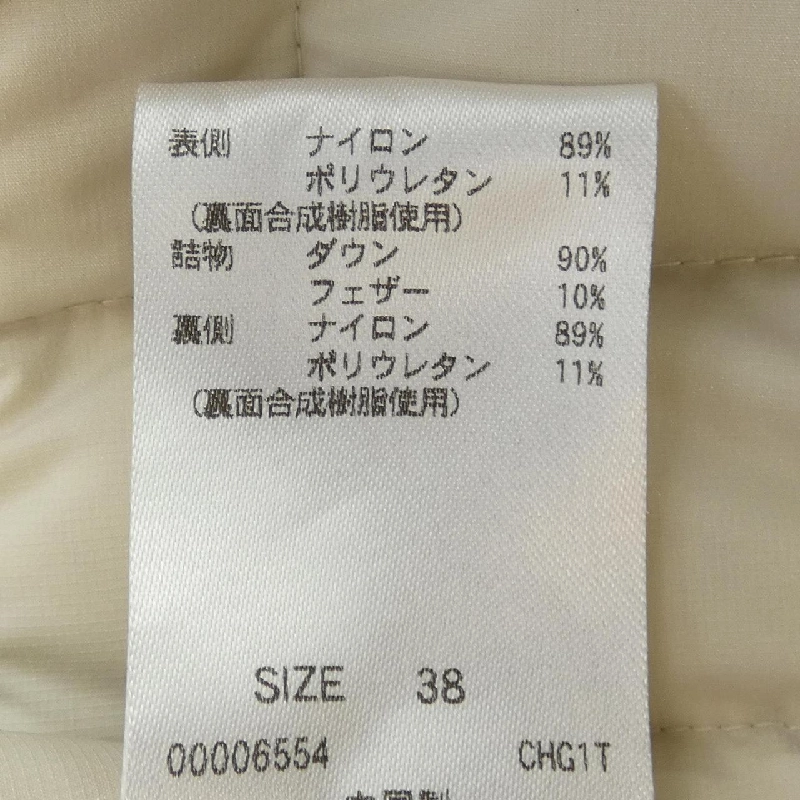 表側 ナイロン 89%
ポリウレタン 11%
(裏面合成樹脂使用)
詰物 ダウン 90%
フェザー 10%
裏側 ナイロン 89%
ポリウレタン 11%
(裏面合成樹脂使用)
SIZE 38
00006554 CHG1T